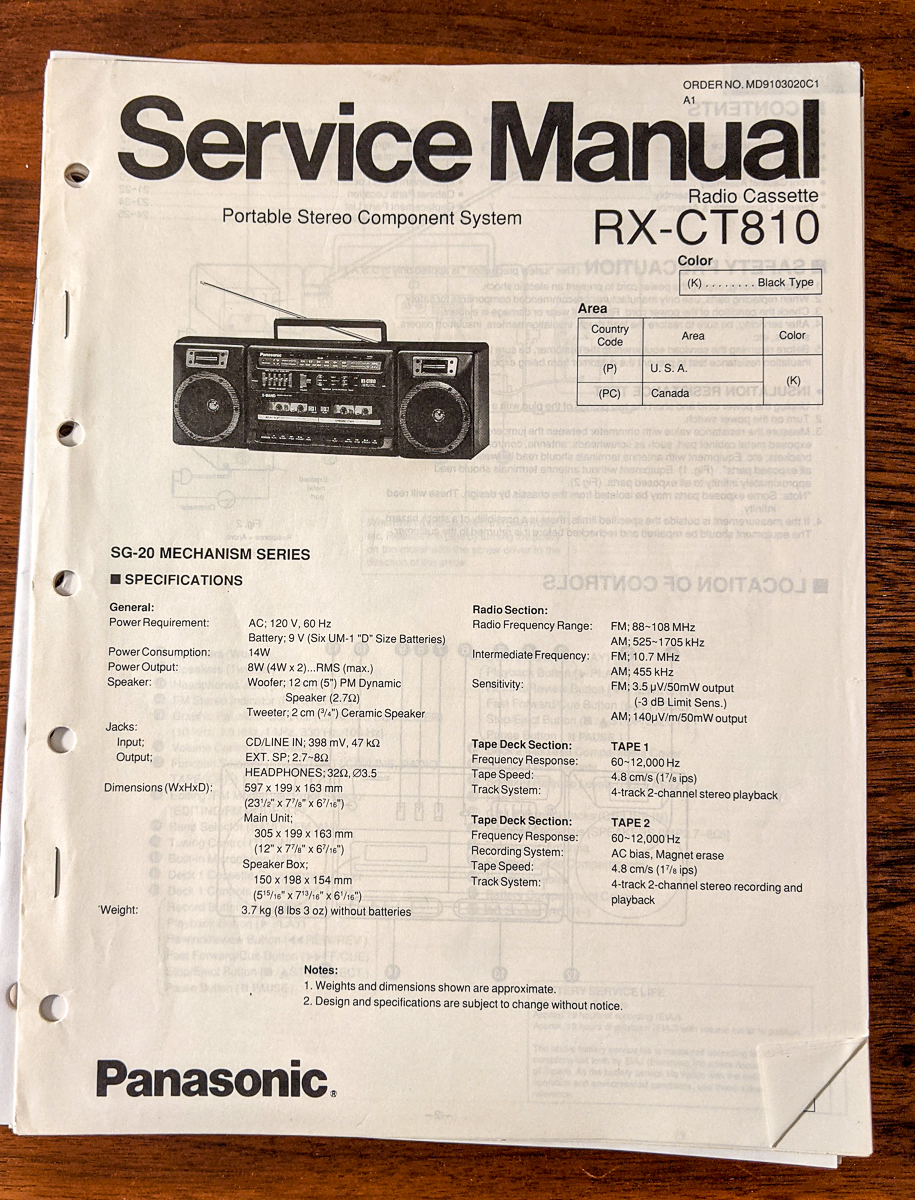 ORDER NO. MD9103020C1
A1
Service Manual
Radio Cassette
Portable Stereo Component System
RX-CT810
Color
(K) . . . . . . . . Black Type
Area
Country Code Area Color
(P) U. S. A. (K)
(PC) Canada
Panasonic
SG-20 MECHANISM SERIES
■ SPECIFICATIONS
General:
Power Requirement: AC; 120 V, 60 Hz
Battery; 9 V (Six UM-1 "D" Size Batteries)
Power Consumption: 14W
Power Output: 8W (4W x 2)...RMS (max.)
Speaker: Woofer; 12 cm (5") PM Dynamic
Speaker (2.7Ω)
Tweeter; 2 cm (3/4") Ceramic Speaker
Jacks:
Input; CD/LINE IN; 398 mV, 47 kΩ
Output; EXT. SP; 2.7~8Ω
HEADPHONES; 32Ω, ∅3.5
Dimensions (WxHxD): 597 x 199 x 163 mm
(23 1/2" x 7 7/8" x 6 7/16")
Main Unit;
305 x 199 x 163 mm
(12" x 7 7/8" x 6 7/16")
Speaker Box;
150 x 198 x 154 mm
(5 15/16" x 7 13/16" x 6 1/16")
Weight: 3.7 kg (8 lbs 3 oz) without batteries
Radio Section:
Radio Frequency Range: FM; 88~108 MHz
AM; 525~1705 kHz
Intermediate Frequency: FM; 10.7 MHz
AM; 455 kHz
Sensitivity: FM; 3.5 μV/50mW output
(-3 dB Limit Sens.)
AM; 140μV/m/50mW output
Tape Deck Section: TAPE 1
Frequency Response: 60~12,000 Hz
Tape Speed: 4.8 cm/s (1 7/8 ips)
Track System: 4-track 2-channel stereo playback
Tape Deck Section: TAPE 2
Frequency Response: 60~12,000 Hz
Recording System: AC bias, Magnet erase
Tape Speed: 4.8 cm/s (1 7/8 ips)
Track System: 4-track 2-channel stereo recording and
playback
Notes:
1. Weights and dimensions shown are approximate.
2. Design and specifications are subject to change without notice.
Panasonic®